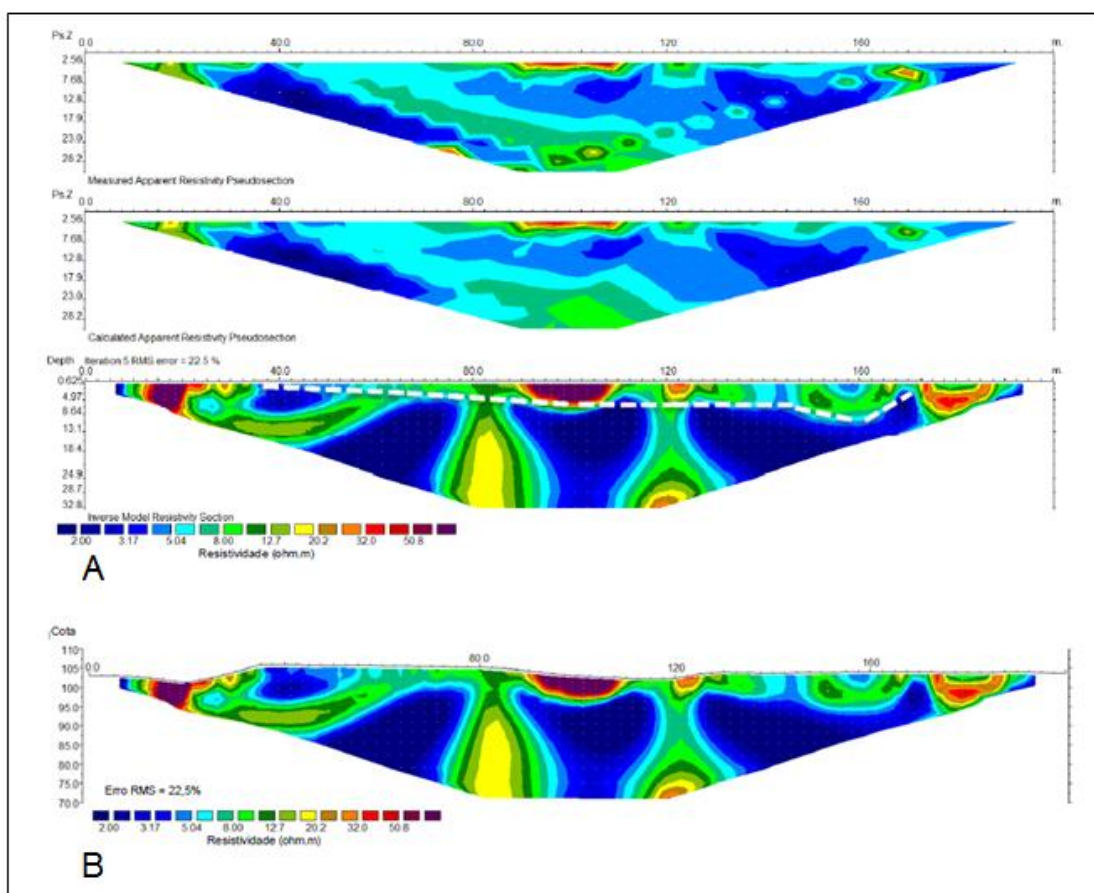 Ps.Z
0.0 40.0 80.0 120 160 m.
2.56
7.68
12.8
17.9
23.9
28.2
Measured Apparent Resistivity Pseudosection
Ps.Z
0.0 40.0 80.0 120 160 m.
2.56
7.68
12.8
17.9
23.9
28.2
Calculated Apparent Resistivity Pseudosection
Depth Iteration 5 RMS error = 22.5 %
0.0 40.0 80.0 120 160 m.
0.625
4.97
8.64
13.1
18.4
24.9
28.7
32.8
Inverse Model Resistivity Section
2.00 3.17 5.04 8.00 12.7 20.2 32.0 50.8
Resistividade (ohm.m)
A
Cota
110
105
100
95.0
90.0
85.0
80.0
75.0
70.0
0.0 80.0 120 160
Erro RMS = 22,5%
2.00 3.17 5.04 8.00 12.7 20.2 32.0 50.8
Resistividade (ohm.m)
B